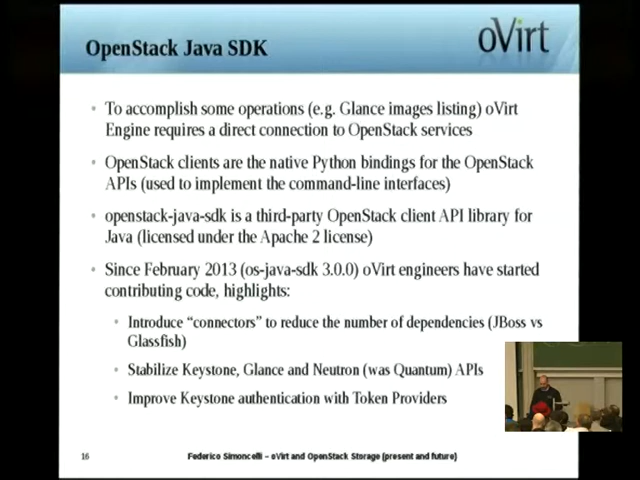 OpenStack Java SDK
oVirt
To accomplish some operations (e.g. Glance images listing) oVirt
Engine requires a direct connection to OpenStack services
OpenStack clients are the native Python bindings for the OpenStack
APIs (used to implement the command-line interfaces)
openstack-java-sdk is a third-party OpenStack client API library for
Java (licensed under the Apache 2 license)
Since February 2013 (os-java-sdk 3.0.0) oVirt engineers have started
contributing code, highlights:
Introduce “connectors” to reduce the number of dependencies (JBoss vs
Glassfish)
Stabilize Keystone, Glance and Neutron (was Quantum) APIs
Improve Keystone authentication with Token Providers
16
Federico Simoncelli – oVirt and OpenStack Storage (present and future)